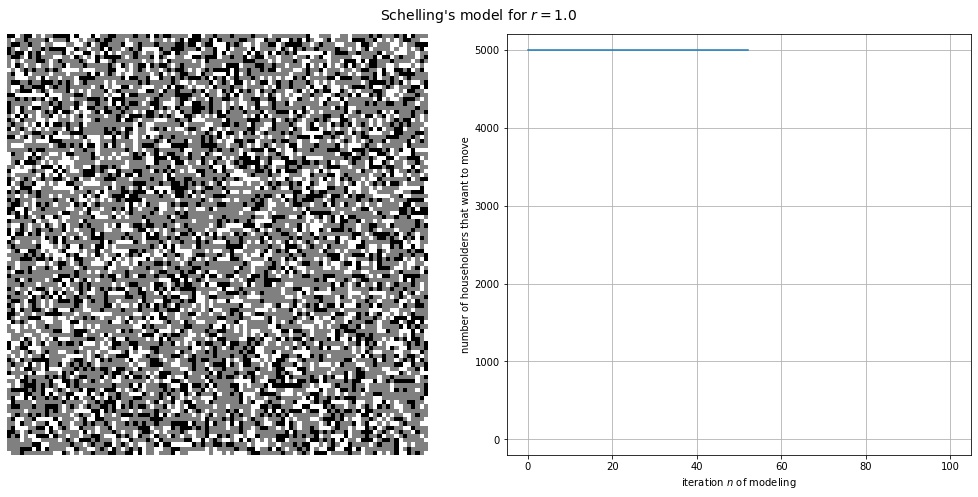 Schelling's model for r = 1.0
number of householders that want to move
5000
4000
3000
2000
1000
0
0 20 40 60 80 100
iteration n of modeling